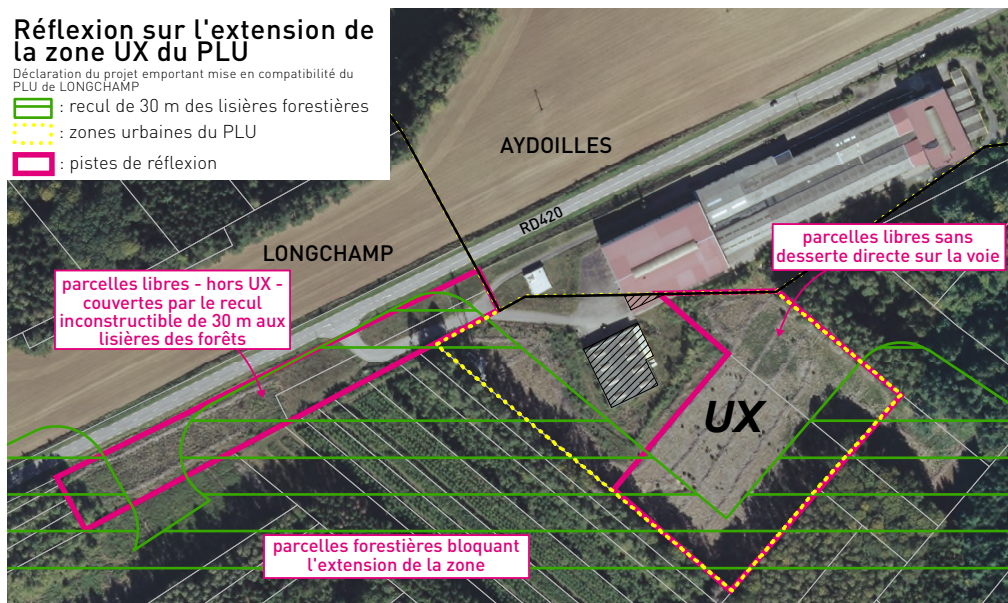 Réflexion sur l'extension de
la zone UX du PLU
Déclaration du projet emportant mise en compatibilité du
PLU de LONGCHAMP
: recul de 30 m des lisières forestières
: zones urbaines du PLU
: pistes de réflexion
AYDOILLES
RD420
LONGCHAMP
parcelles libres sans
desserte directe sur la voie
parcelles libres - hors UX -
couvertes par le recul
inconstructible de 30 m aux
lisières des forêts
UX
parcelles forestières bloquant
l'extension de la zone